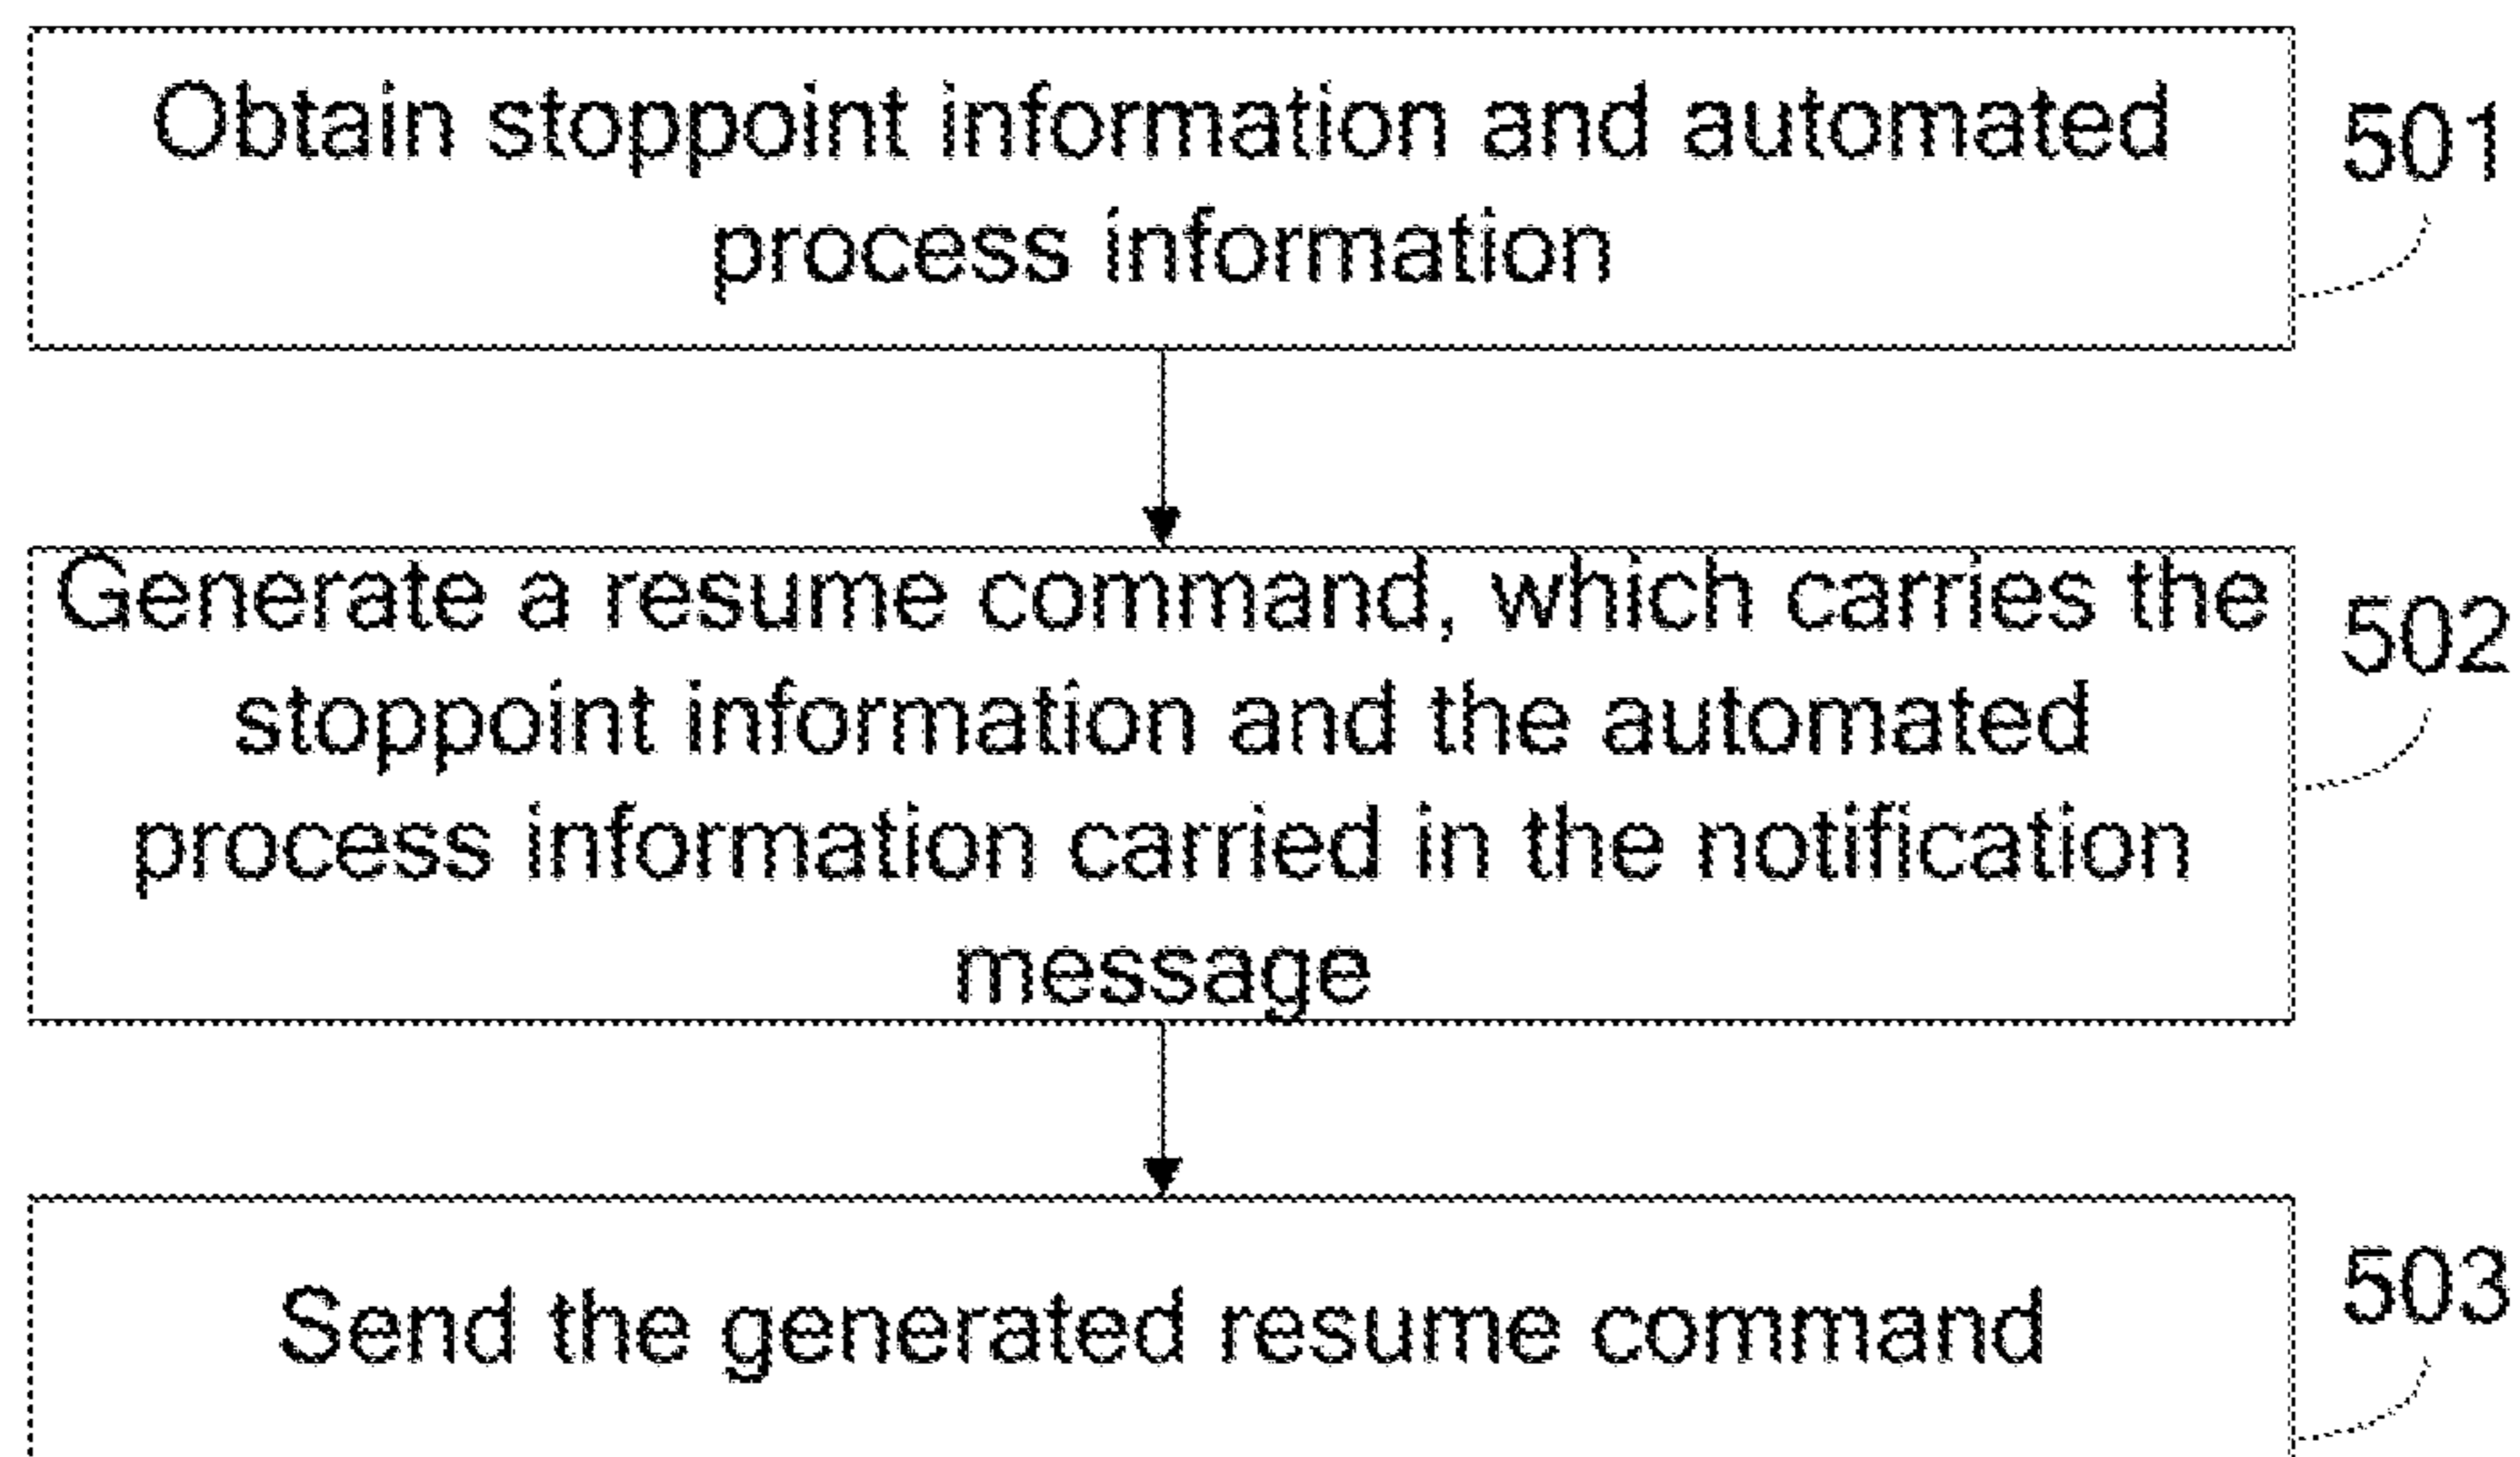 Obtain stoppoint information and automated
process information
501
Generate a resume command, which carries the
stoppoint information and the automated
process information carried in the notification
message
502
Send the generated resume command
503